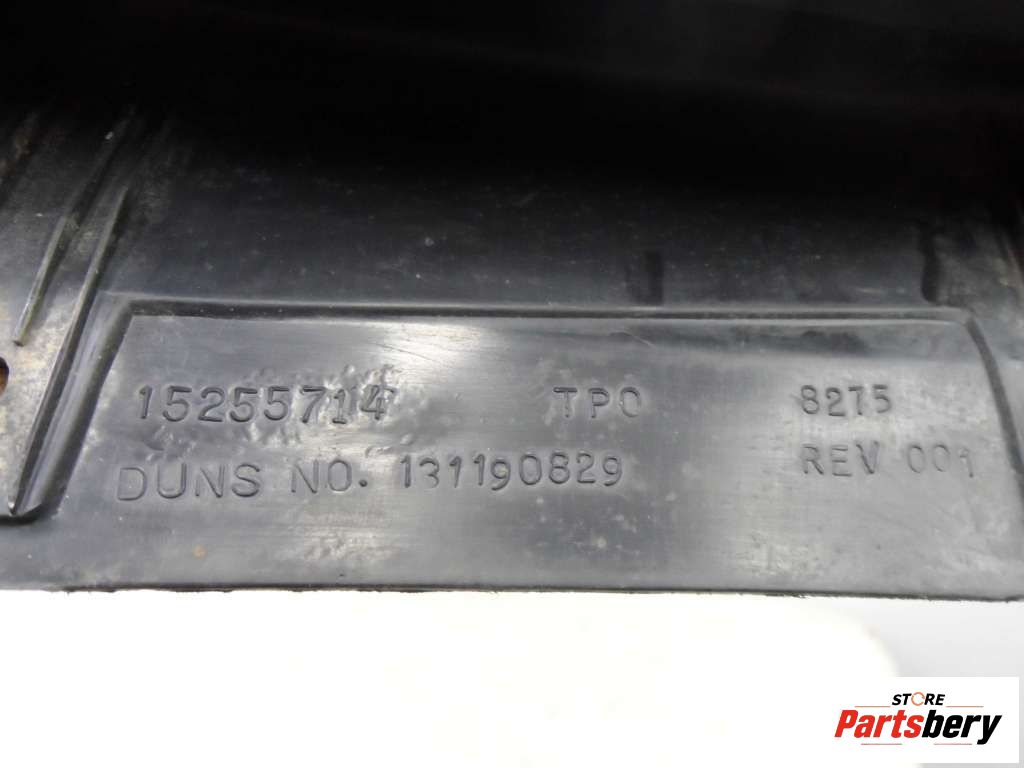 15255714 TPO 8275
DUNS NO. 131190829 REV 001
STORE
Partsbery